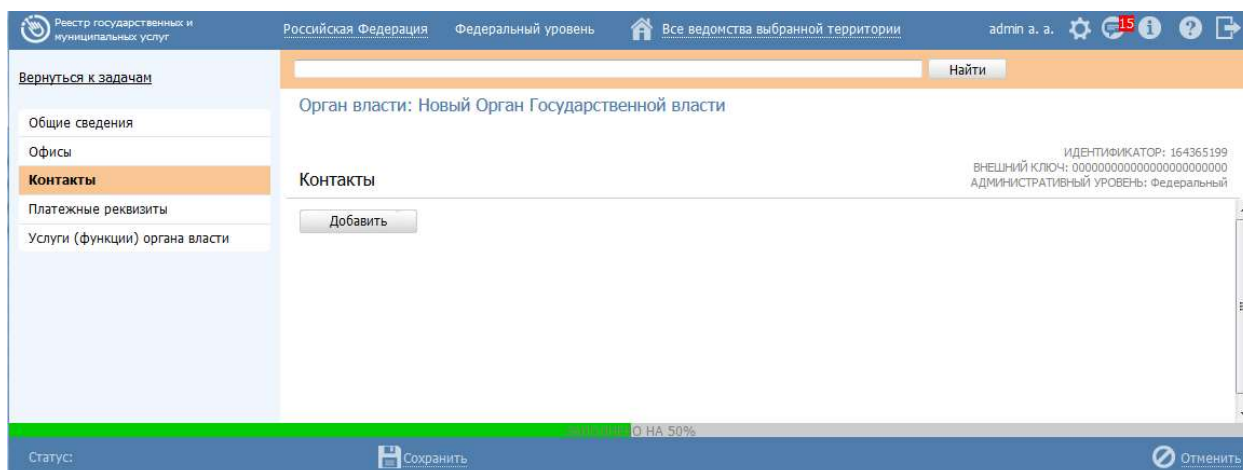 Реестр государственных и
муниципальных услуг
Российская Федерация Федеральный уровень Все ведомства выбранной территории admin a. a. 15
Вернуться к задачам
Найти
Орган власти: Новый Орган Государственной власти
Общие сведения
Офисы
Контакты
Платежные реквизиты
Услуги (функции) органа власти
ИДЕНТИФИКАТОР: 164365199
ВНЕШНИЙ КЛЮЧ: 00000000000000000000000
АДМИНИСТРАТИВНЫЙ УРОВЕНЬ: Федеральный
Контакты
Добавить
НА 50%
Статус: Сохранить Отменить